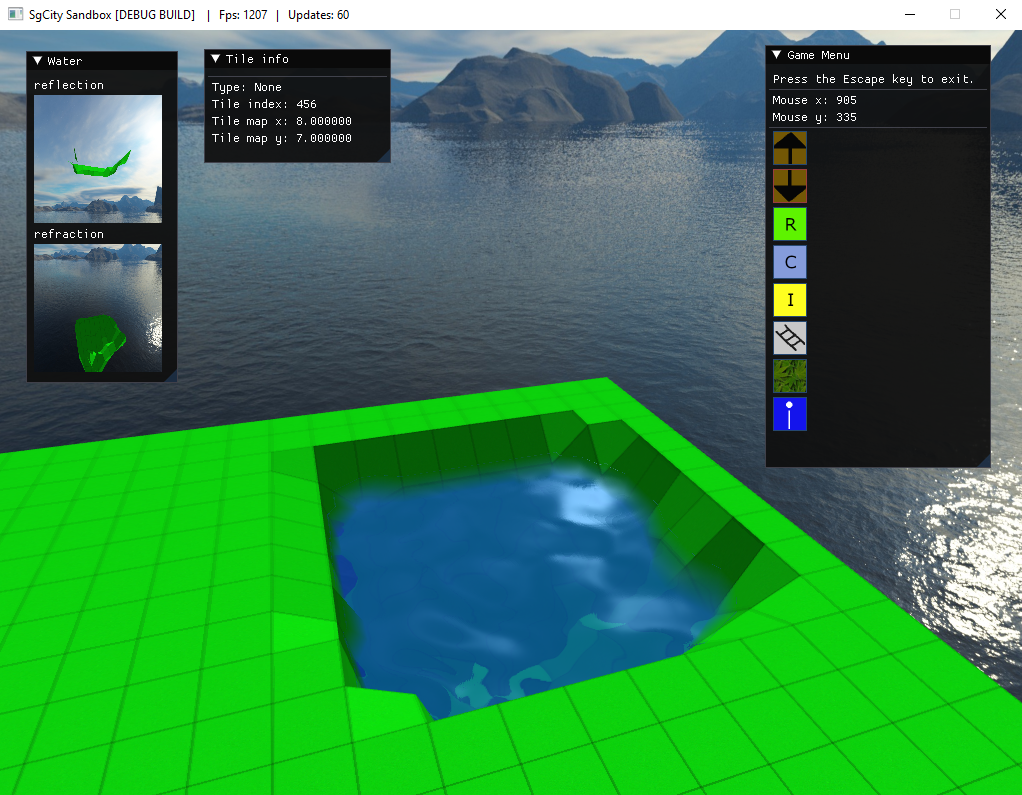 SgCity Sandbox [DEBUG BUILD] | Fps: 1207 | Updates: 60
Water
reflection
refraction
Tile info
Type: None
Tile index: 456
Tile map x: 8.000000
Tile map y: 7.000000
Game Menu
Press the Escape key to exit.
Mouse x: 905
Mouse y: 335
R
C
I